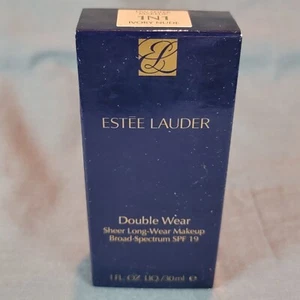 1N1
IVORY NUDE
ESTÉE LAUDER
Double Wear
Sheer Long-Wear Makeup
Broad-Spectrum SPF 19
1 FL OZ LIQ/30ml e